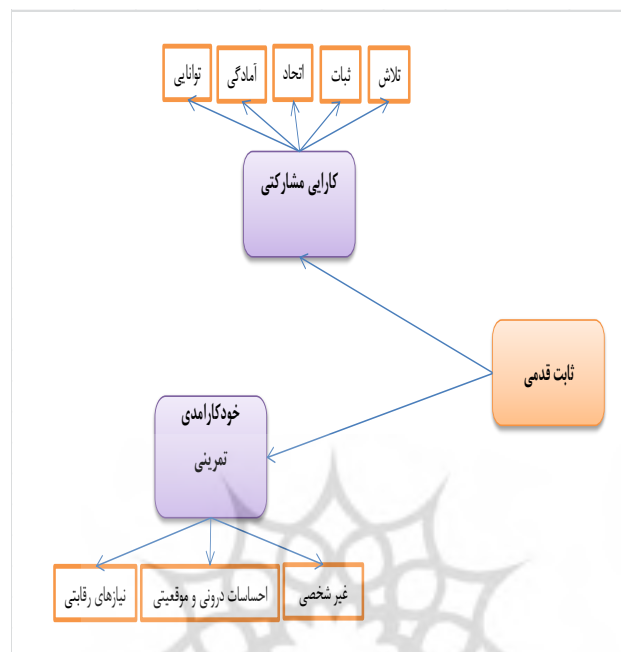 تلاش
ثبات
اتحاد
آمادگی
توانایی
کارایی مشارکتی
ثابت قدمی
خودکارامدی
تمرینی
غیر شخصی
احساسات درونی و موقعیتی
نیازهای رقابتی